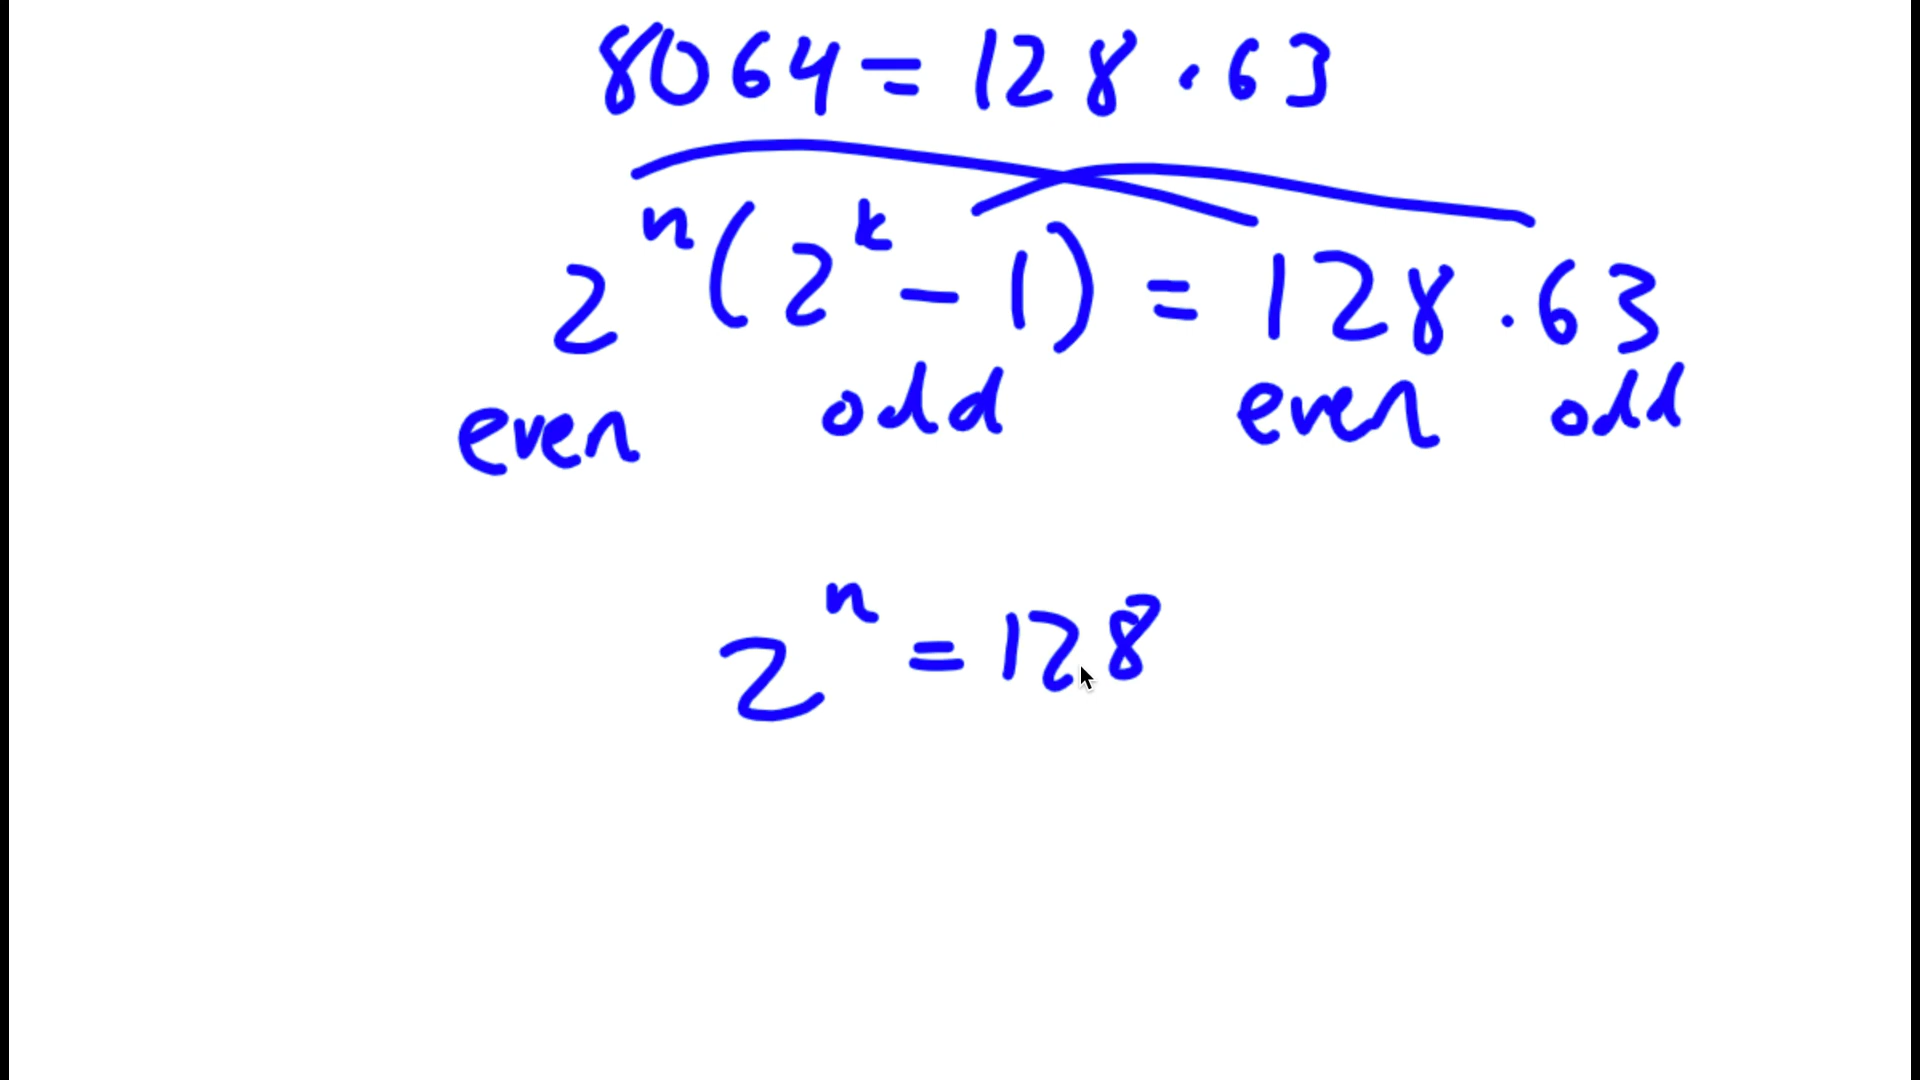 8064 = 128 · 63
2^n (2^k - 1) = 128 · 63
even odd even odd
2^n = 128